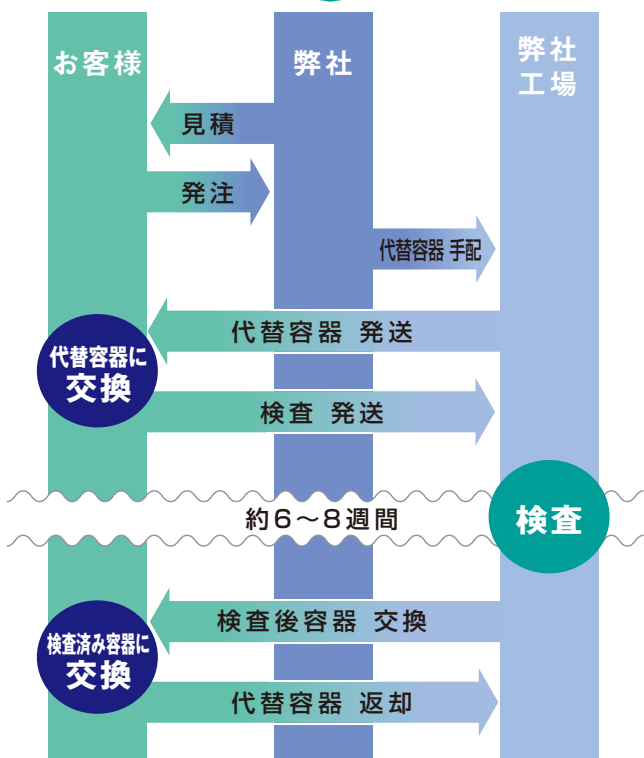 お客様
弊社
弊社
工場
見積
発注
代替容器 手配
代替容器 発送
代替容器に
交換
検査 発送
約6～8週間
検査
検査後容器 交換
検査済み容器に
交換
代替容器 返却